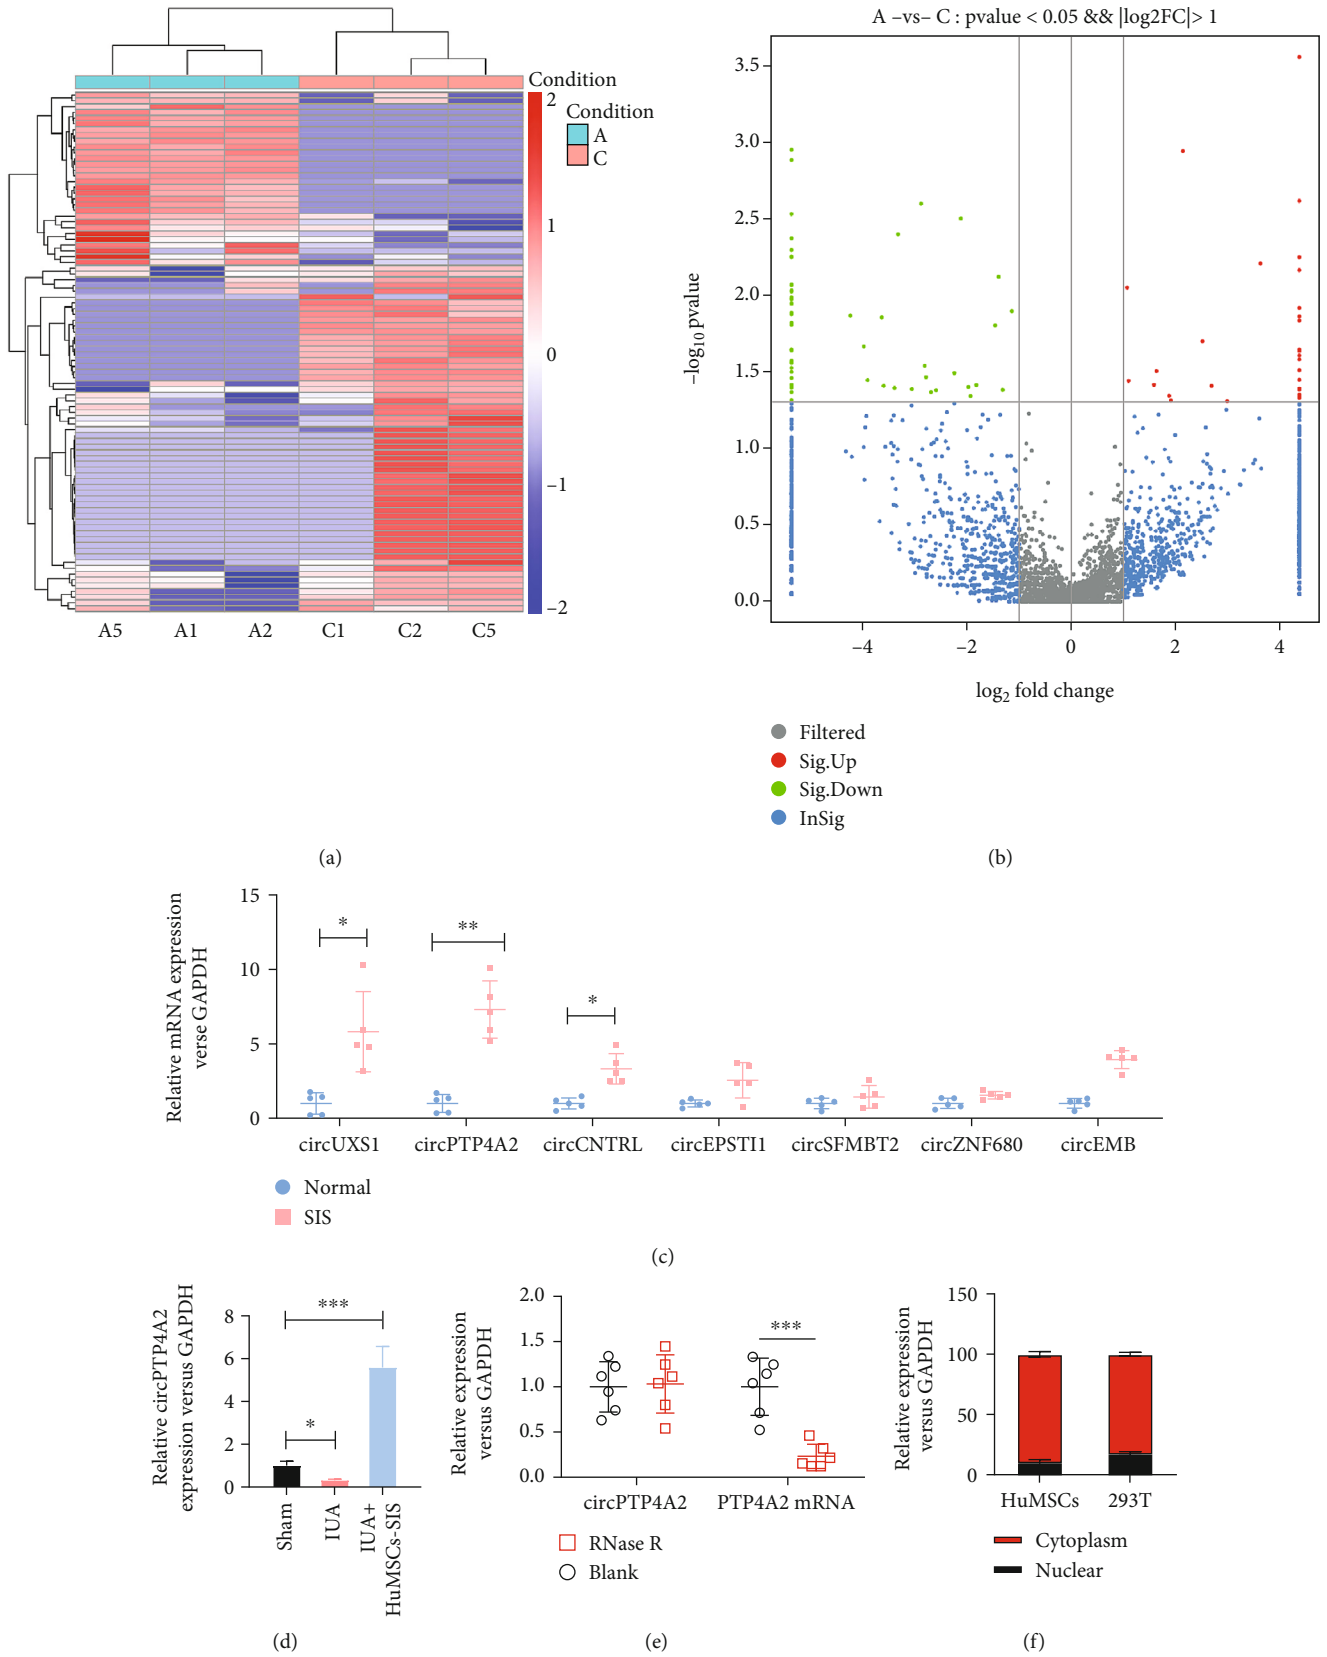 Condition
2
1
0
−1
−2
Condition
A
C
A5 A1 A2 C1 C2 C5
(a)
A –vs– C : pvalue < 0.05 && |log2FC|> 1
−log10 pvalue
3.5
3.0
2.5
2.0
1.5
1.0
0.5
0.0
−4 −2 0 2 4
log2 fold change
Filtered
Sig.Up
Sig.Down
InSig
(b)
Relative mRNA expression
verse GAPDH
15
10
5
0
* ** *
circUXS1 circPTP4A2 circCNTRL circEPSTI1 circSFMBT2 circZNF680 circEMB
Normal
SIS
(c)
Relative circPTP4A2
expression versus GAPDH
8
6
4
2
0
***
*
Sham
IUA
IUA+
HuMSCs-SIS
(d)
Relative expression
versus GAPDH
2.0
1.5
1.0
0.5
0.0
***
circPTP4A2 PTP4A2 mRNA
RNase R
Blank
(e)
Relative expression
versus GAPDH
150
100
50
0
HuMSCs 293T
Cytoplasm
Nuclear
(f)